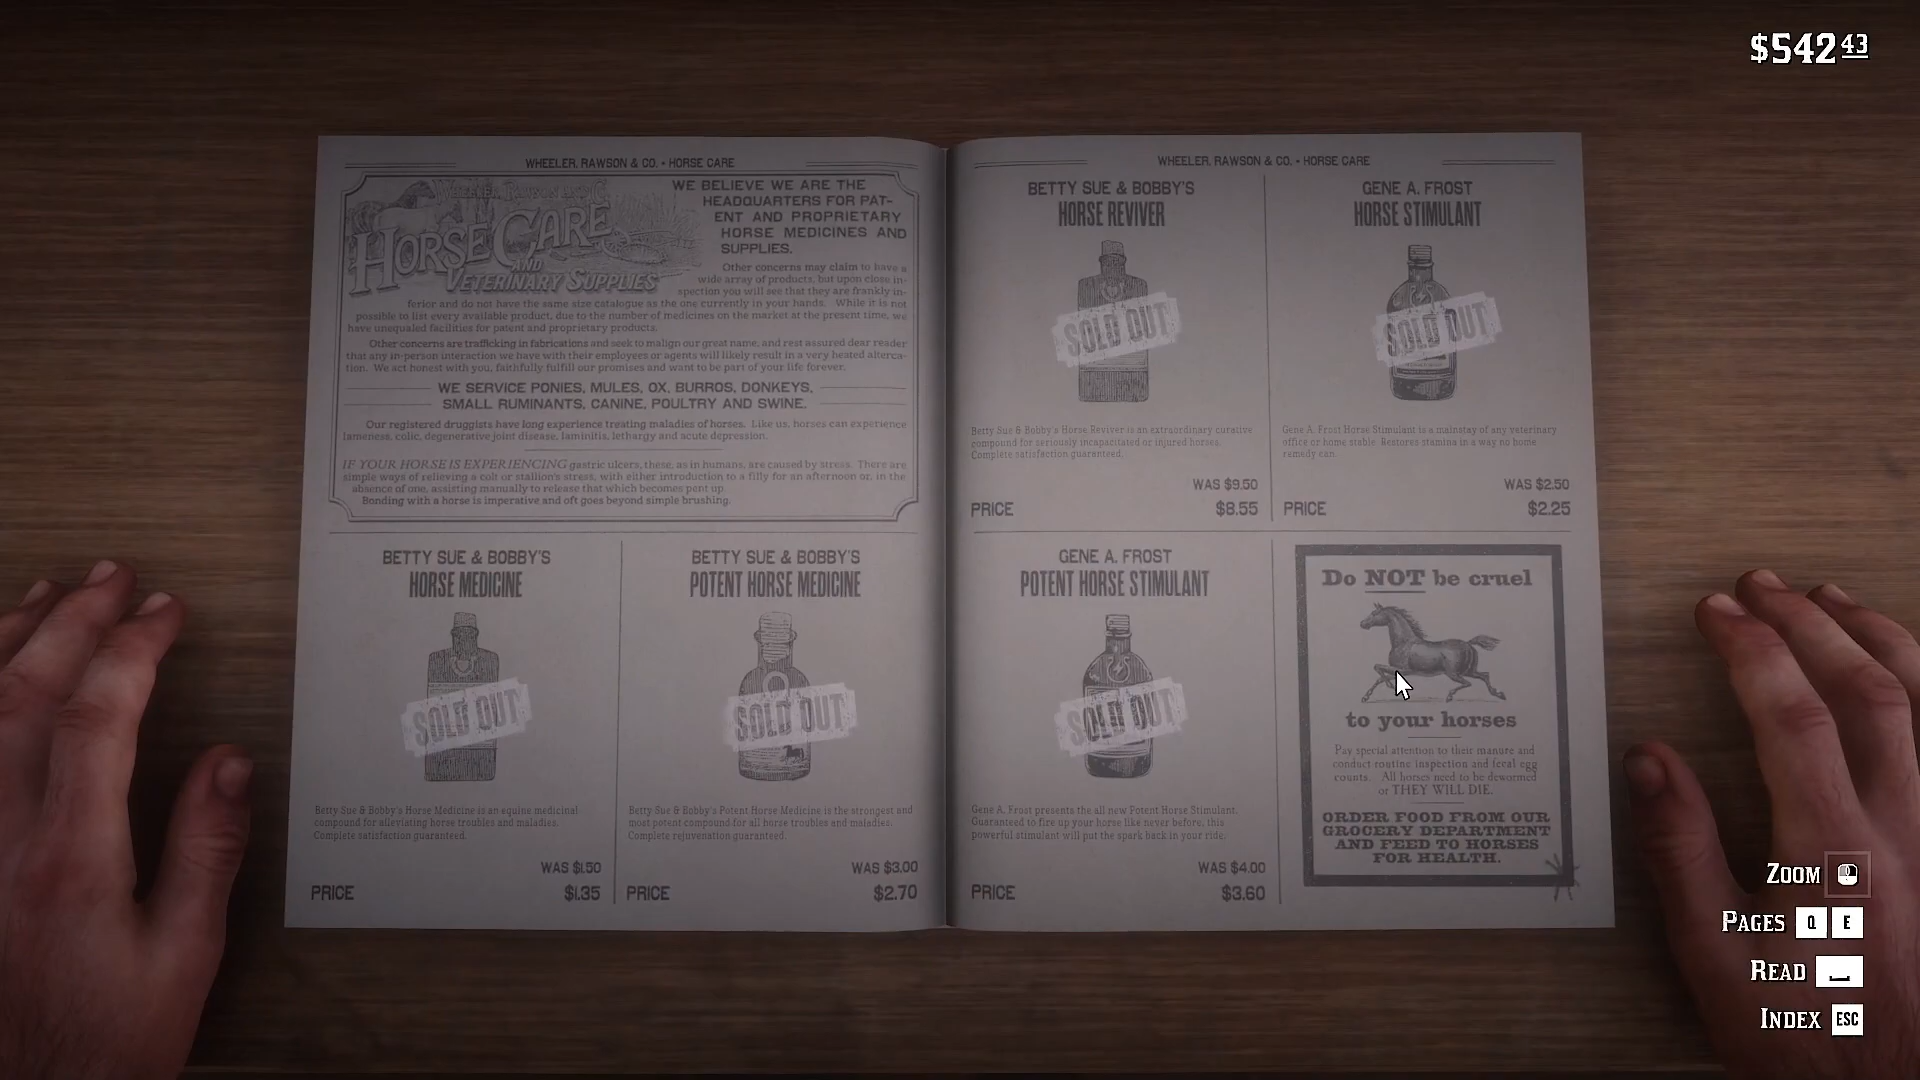 $542 43
WHEELER, RAWSON & CO. • HORSE CARE
WHEELER, RAWSON AND CO.
HORSE CARE
AND
VETERINARY SUPPLIES
WE BELIEVE WE ARE THE
HEADQUARTERS FOR PAT-
ENT AND PROPRIETARY
HORSE MEDICINES AND
SUPPLIES.
Other concerns may claim to have a
wide array of products, but upon close in-
spection you will see that they are frankly in-
ferior and do not have the same size catalogue as the one currently in your hands. While it is not
possible to list every available product, due to the number of medicines on the market at the present time, we
have unequaled facilities for patent and proprietary products.
Other concerns are trafficking in fabrications and seek to malign our great name, and rest assured dear reader
that any in-person interaction we have with their employees or agents will likely result in a very heated alterca-
tion. We act honest with you, faithfully fulfill our promises and want to be part of your life forever.
WE SERVICE PONIES, MULES, OX, BURROS, DONKEYS,
SMALL RUMINANTS, CANINE, POULTRY AND SWINE.
Our registered druggists have long experience treating maladies of horses. Like us, horses can experience
lameness, colic, degenerative joint disease, laminitis, lethargy and acute depression.
IF YOUR HORSE IS EXPERIENCING gastric ulcers, these, as in humans, are caused by stress. There are
simple ways of relieving a colt or stallion's stress, with either introduction to a filly for an afternoon or, in the
absence of one, assisting manually to release that which becomes pent up.
Bonding with a horse is imperative and oft goes beyond simple brushing.
BETTY SUE & BOBBY'S
HORSE MEDICINE
SOLD OUT
Betty Sue & Bobby's Horse Medicine is an equine medicinal
compound for alleviating horse troubles and maladies.
Complete satisfaction guaranteed.
WAS $1.50
PRICE $1.35
BETTY SUE & BOBBY'S
POTENT HORSE MEDICINE
SOLD OUT
Betty Sue & Bobby's Potent Horse Medicine is the strongest and
most potent compound for all horse troubles and maladies.
Complete rejuvenation guaranteed.
WAS $3.00
PRICE $2.70
WHEELER, RAWSON & CO. • HORSE CARE
BETTY SUE & BOBBY'S
HORSE REVIVER
SOLD OUT
Betty Sue & Bobby's Horse Reviver is an extraordinary curative
compound for seriously incapacitated or injured horses.
Complete satisfaction guaranteed.
WAS $9.50
PRICE $8.55
GENE A. FROST
HORSE STIMULANT
SOLD OUT
Gene A. Frost Horse Stimulant is a mainstay of any veterinary
office or home stable. Restores stamina in a way no home
remedy can.
WAS $2.50
PRICE $2.25
GENE A. FROST
POTENT HORSE STIMULANT
SOLD OUT
Gene A. Frost presents the all new Potent Horse Stimulant.
Guaranteed to fire up your horse like never before, this
powerful stimulant will put the spark back in your ride.
WAS $4.00
PRICE $3.60
Do NOT be cruel
to your horses
Pay special attention to their manure and
conduct routine inspection and fecal egg
counts. All horses need to be dewormed
or THEY WILL DIE.
ORDER FOOD FROM OUR
GROCERY DEPARTMENT
AND FEED TO HORSES
FOR HEALTH.
ZOOM
PAGES Q E
READ
INDEX ESC